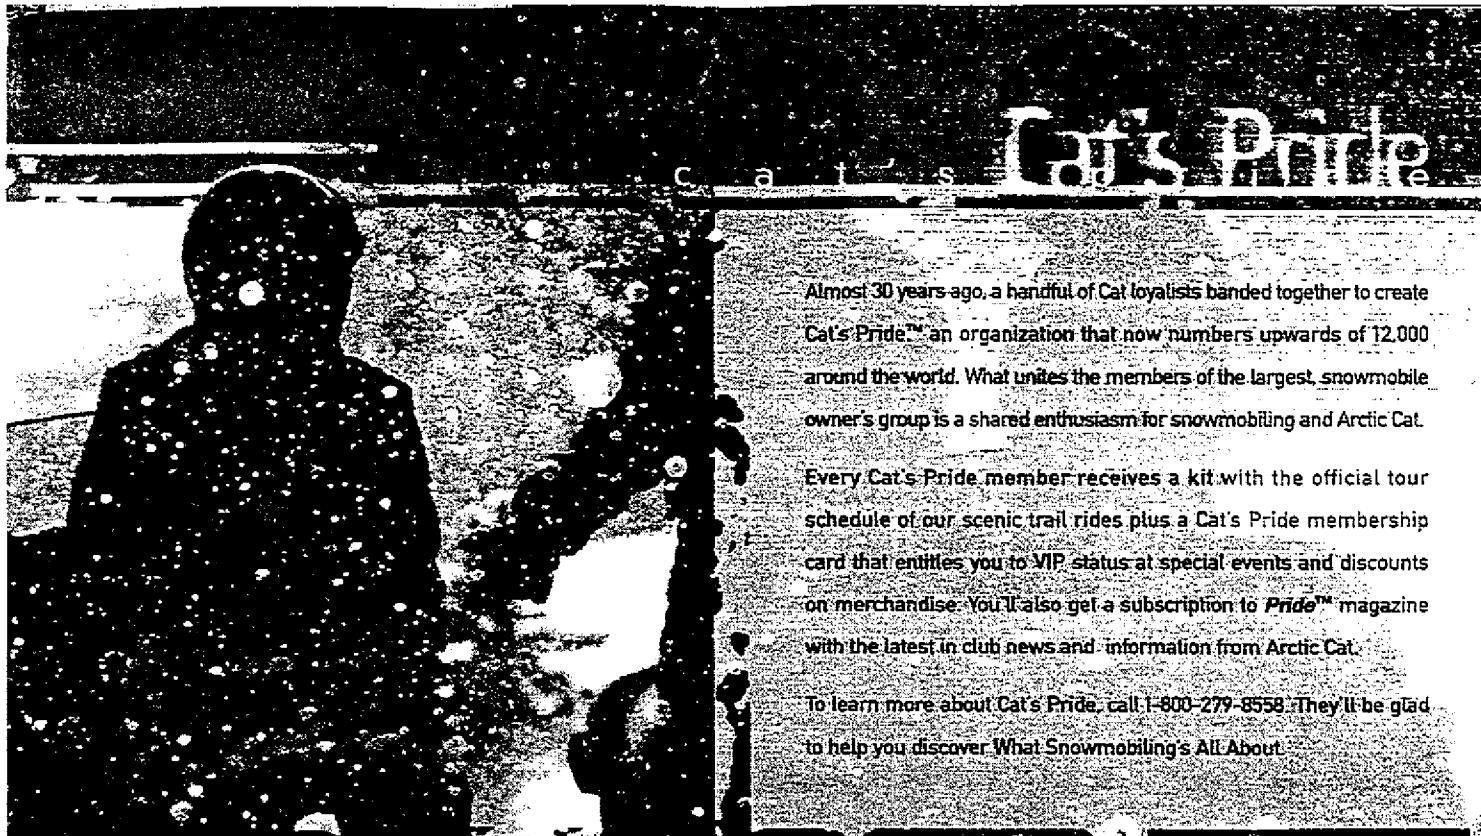 Cat's Pride
cat's e
Almost 30 years ago, a handful of Cat loyalists banded together to create
Cat's Pride,™ an organization that now numbers upwards of 12,000
around the world. What unites the members of the largest, snowmobile
owner's group is a shared enthusiasm for snowmobiling and Arctic Cat.
Every Cat's Pride member receives a kit with the official tour
schedule of our scenic trail rides plus a Cat's Pride membership
card that entitles you to VIP status at special events and discounts
on merchandise. You'll also get a subscription to Pride™ magazine
with the latest in club news and information from Arctic Cat.
To learn more about Cat's Pride, call 1-800-279-8558. They'll be glad
to help you discover What Snowmobiling's All About.